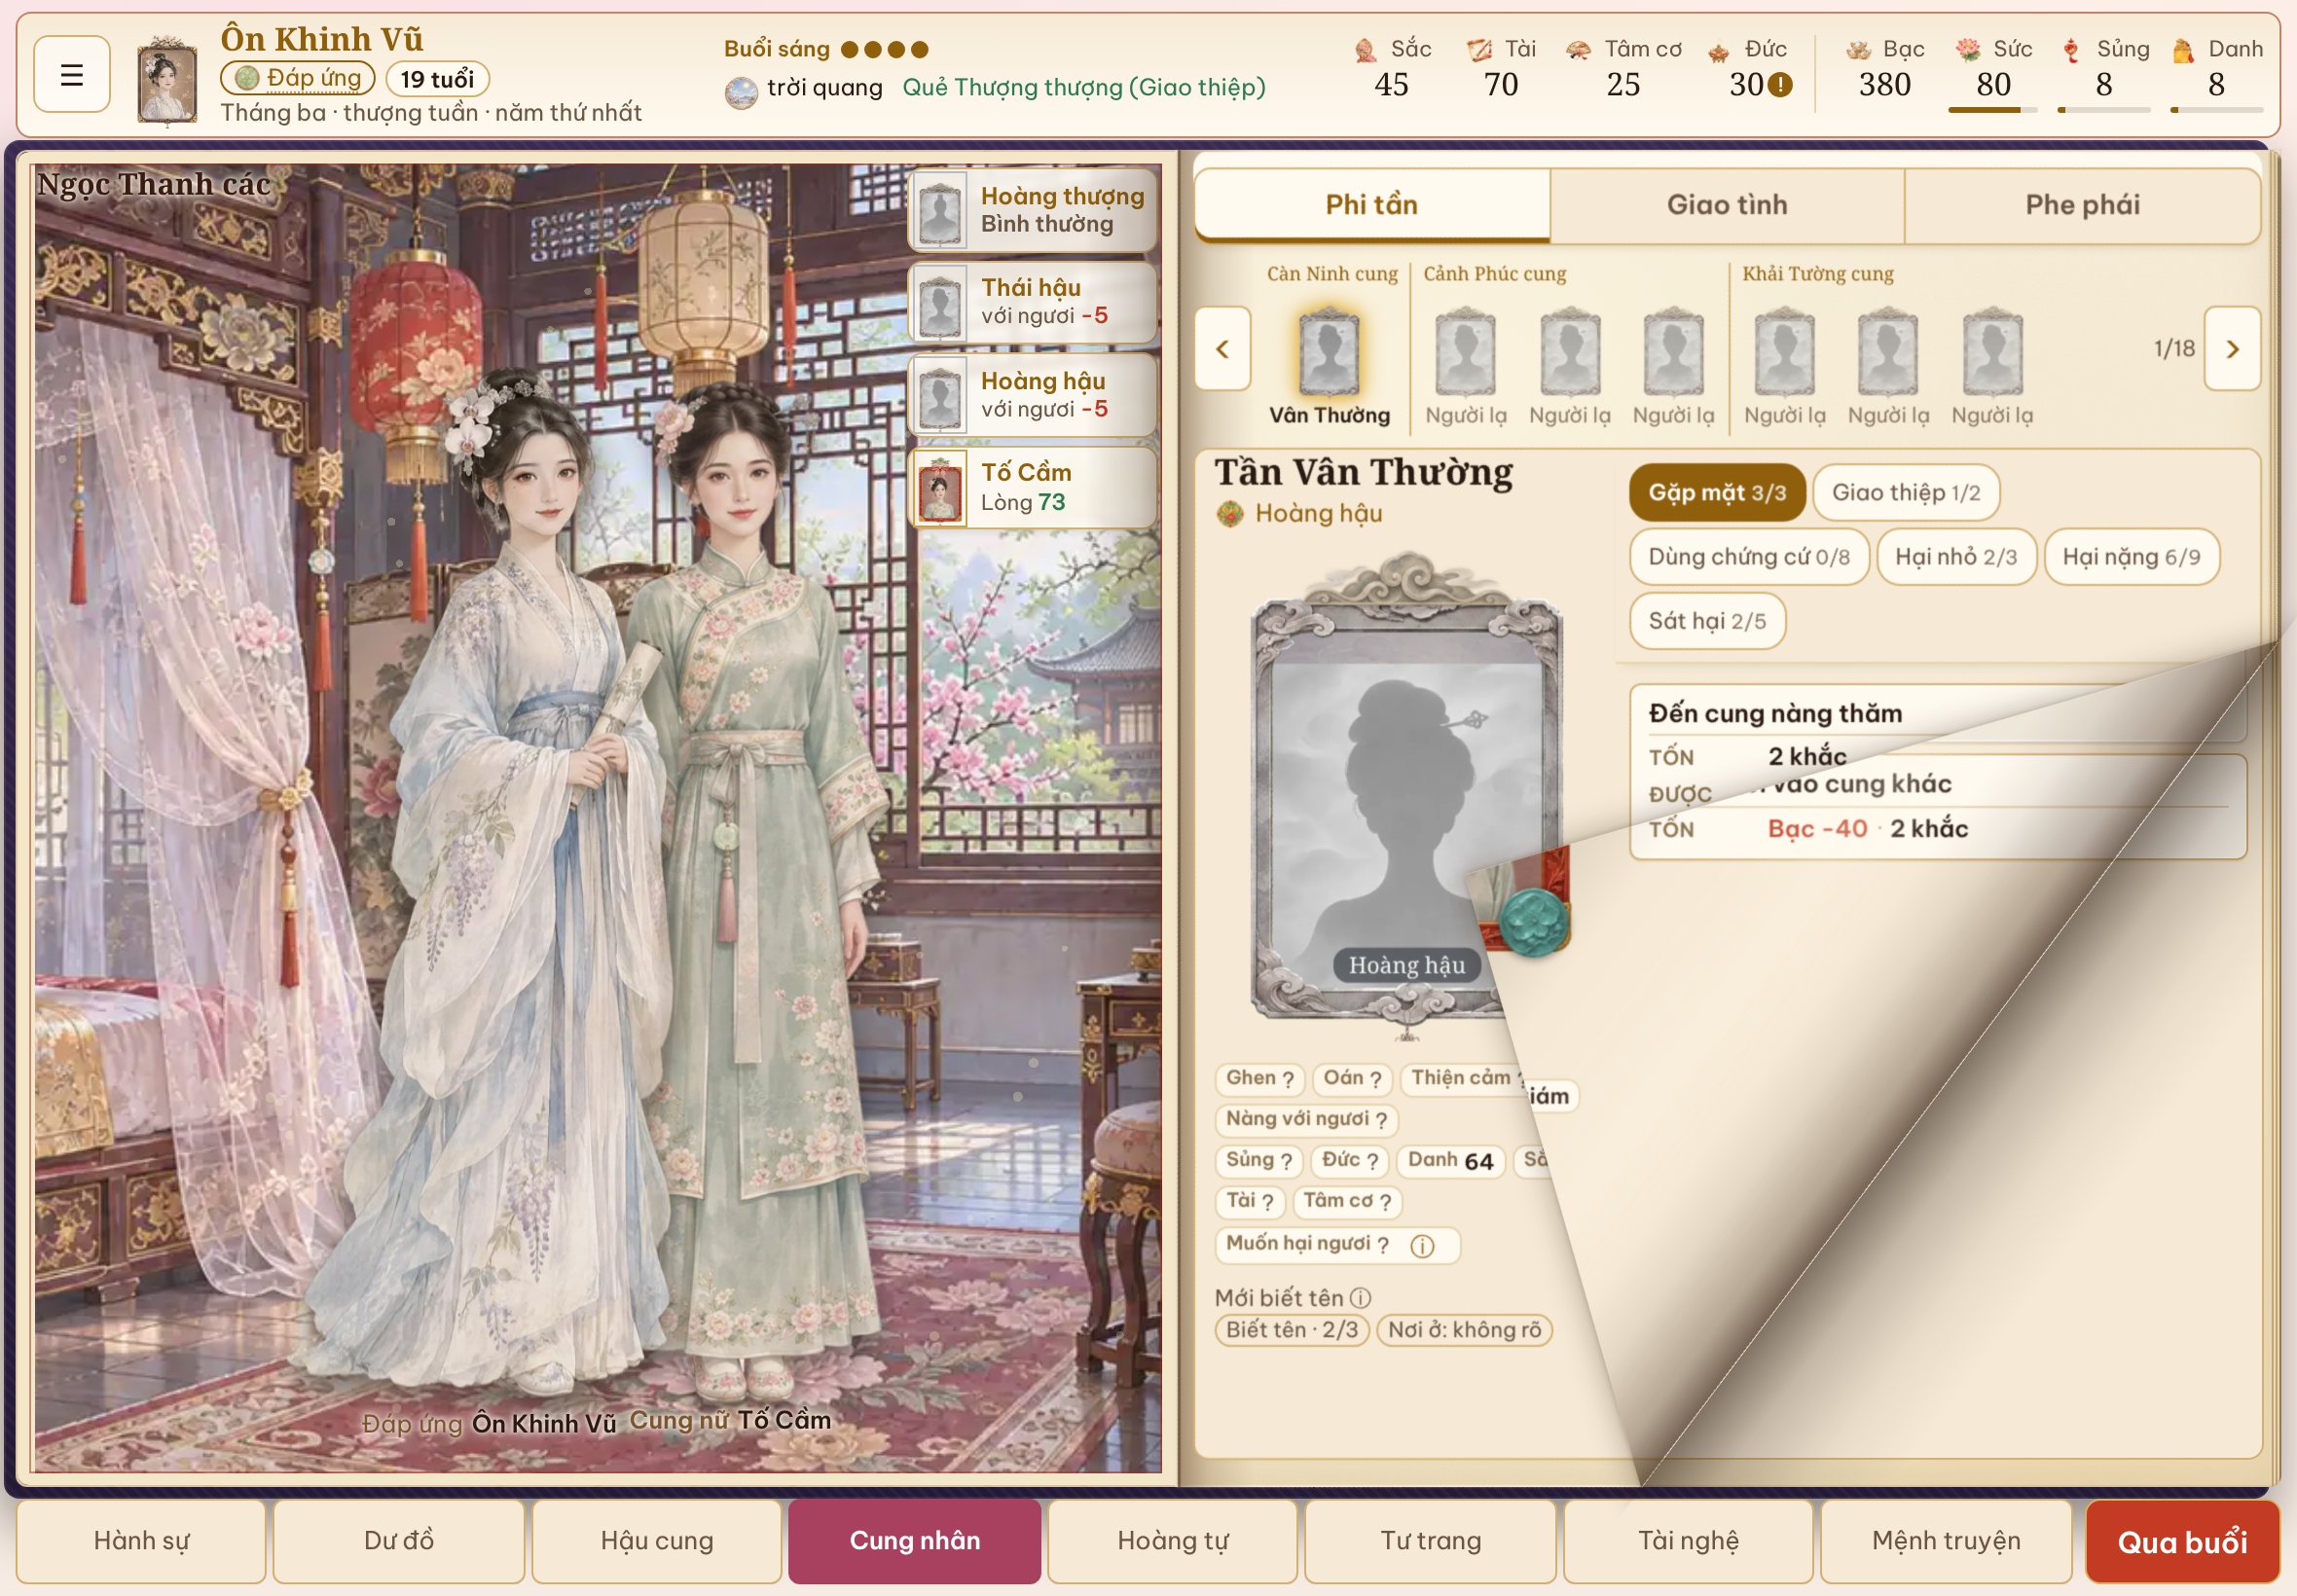 ☰
Ôn Khinh Vũ
Đáp ứng
19 tuổi
Tháng ba · thượng tuần · năm thứ nhất
Buổi sáng
trời quang Quẻ Thượng thượng (Giao thiệp)
Sắc 45
Tài 70
Tâm cơ 25
Đức 30 !
Bạc 380
Sức 80
Sủng 8
Danh 8
Ngọc Thanh các
Hoàng thượng
Bình thường
Thái hậu
với ngươi -5
Hoàng hậu
với ngươi -5
Tố Cầm
Lòng 73
Đáp ứng Ôn Khinh Vũ Cung nữ Tố Cầm
Phi tần
Giao tình
Phe phái
Càn Ninh cung
Cảnh Phúc cung
Khải Tường cung
Vân Thường
Người lạ
Người lạ
Người lạ
Người lạ
Người lạ
Người lạ
1/18
Tần Vân Thường
Hoàng hậu
Hoàng hậu
Ghen ? Oán ? Thiện cảm
Nàng với ngươi ?
Sủng ? Đức ? Danh 64
Tài ? Tâm cơ ?
Muốn hại ngươi ? ⓘ
Mới biết tên ⓘ
Biết tên · 2/3 Nơi ở: không rõ
Gặp mặt 3/3 Giao thiệp 1/2
Dùng chứng cứ 0/8 Hại nhỏ 2/3 Hại nặng 6/9
Sát hại 2/5
Đến cung nàng thăm
TỐN 2 khắc
ĐƯỢC
vào cung khác
TỐN Bạc -40 · 2 khắc
Hành sự
Dư đồ
Hậu cung
Cung nhân
Hoàng tự
Tư trang
Tài nghệ
Mệnh truyện
Qua buổi